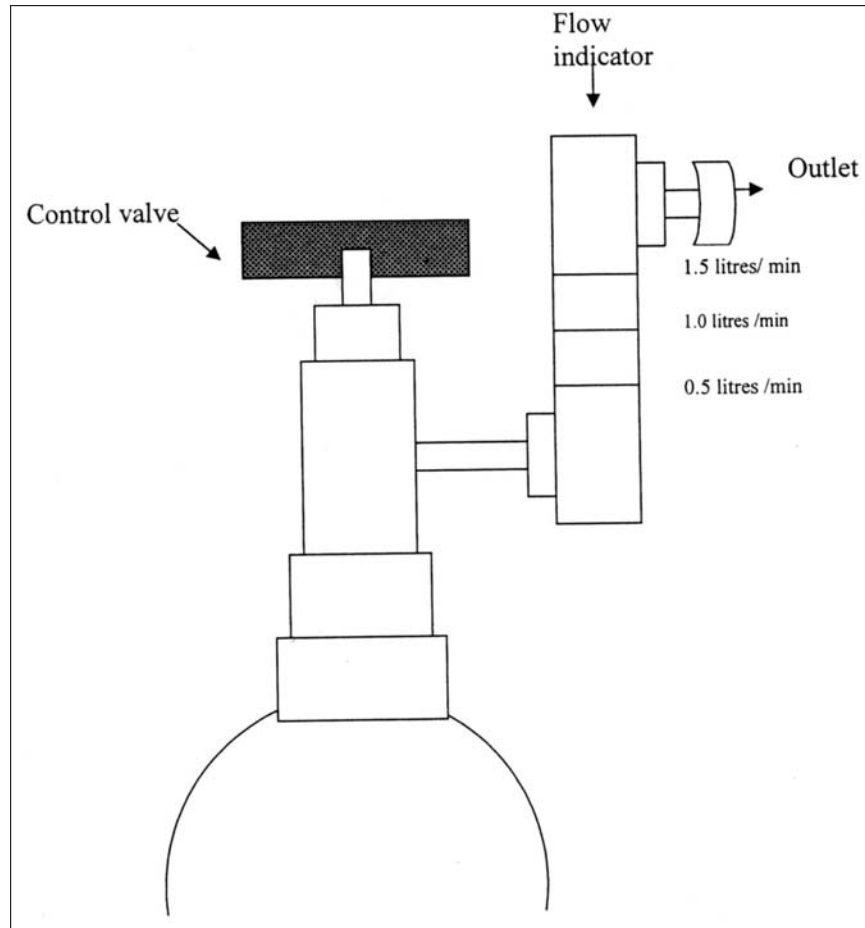 Flow
indicator
Outlet
Control valve
1.5 litres/ min
1.0 litres /min
0.5 litres /min